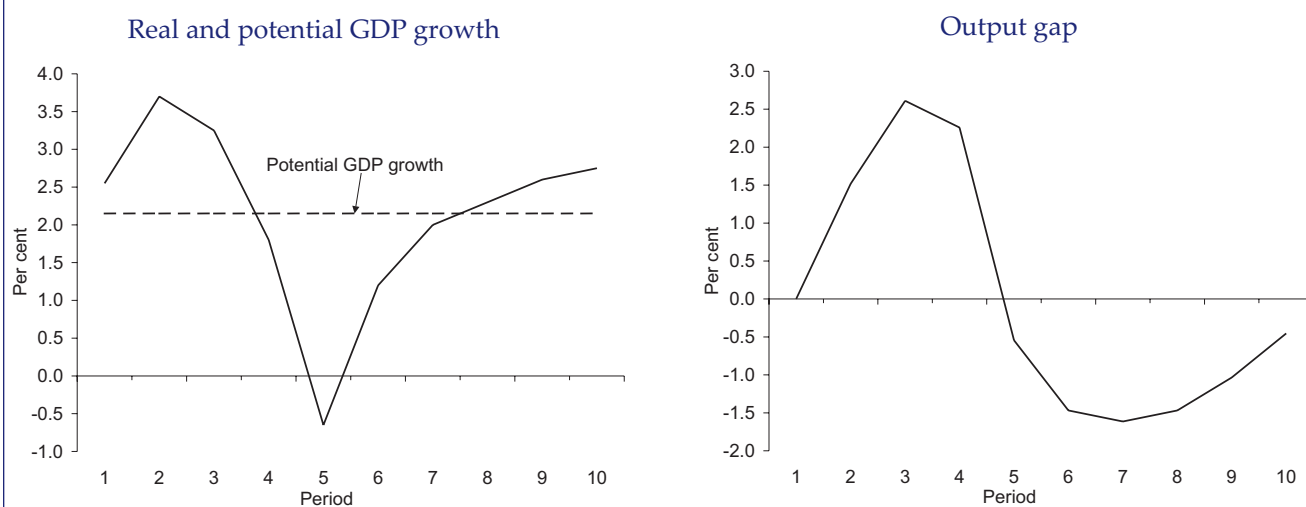 Real and potential GDP growth
4.0
3.5
3.0
2.5
2.0
1.5
1.0
0.5
0.0
-0.5
-1.0
Per cent
Potential GDP growth
1 2 3 4 5 6 7 8 9 10
Period
Output gap
3.0
2.5
2.0
1.5
1.0
0.5
0.0
-0.5
-1.0
-1.5
-2.0
Per cent
1 2 3 4 5 6 7 8 9 10
Period